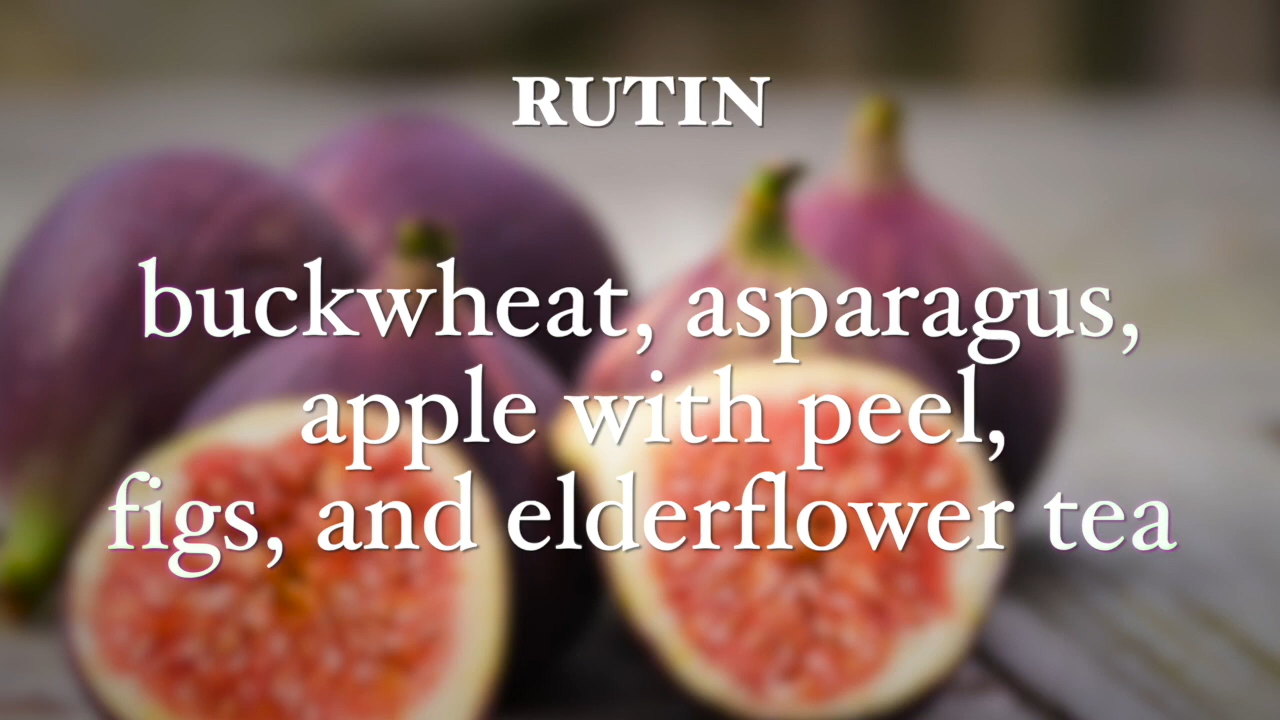 RUTIN
buckwheat, asparagus,
apple with peel,
figs, and elderflower tea